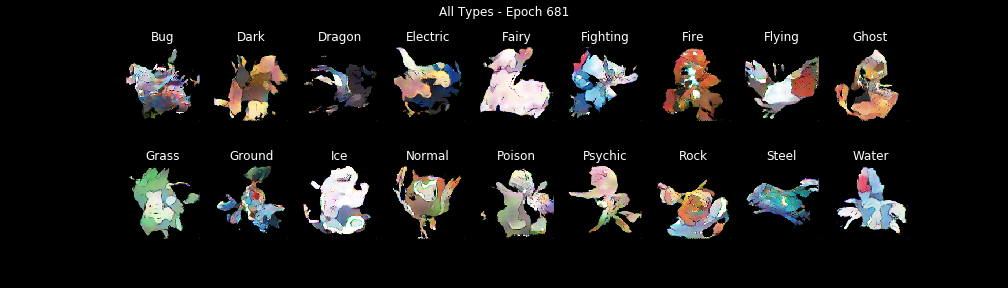 All Types - Epoch 681
Bug Dark Dragon Electric Fairy Fighting Fire Flying Ghost
Grass Ground Ice Normal Poison Psychic Rock Steel Water